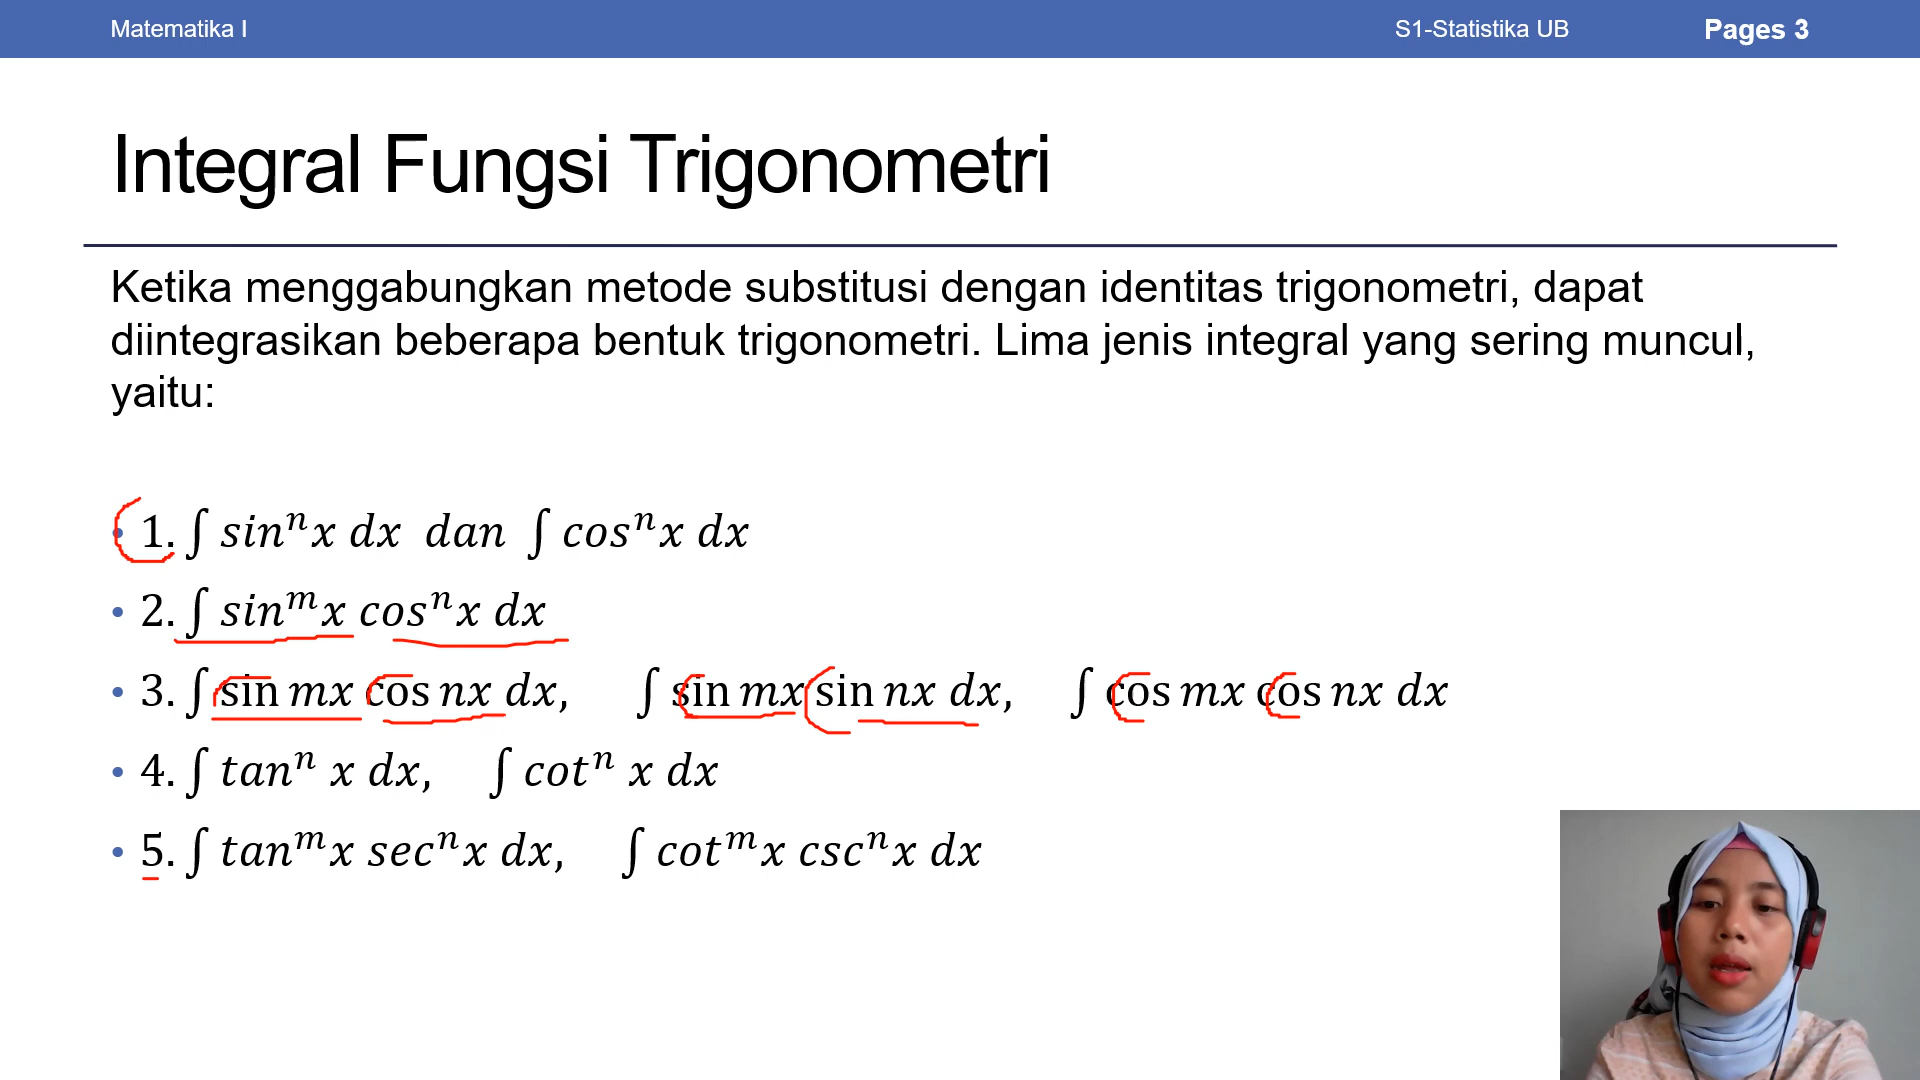 Matematika I S1-Statistika UB Pages 3
Integral Fungsi Trigonometri
Ketika menggabungkan metode substitusi dengan identitas trigonometri, dapat
diintegrasikan beberapa bentuk trigonometri. Lima jenis integral yang sering muncul,
yaitu:
• 1. ∫ sinⁿx dx dan ∫ cosⁿx dx
• 2. ∫ sinᵐx cosⁿx dx
• 3. ∫ sin mx cos nx dx, ∫ sin mx sin nx dx, ∫ cos mx cos nx dx
• 4. ∫ tanⁿ x dx, ∫ cotⁿ x dx
• 5. ∫ tanᵐx secⁿx dx, ∫ cotᵐx cscⁿx dx